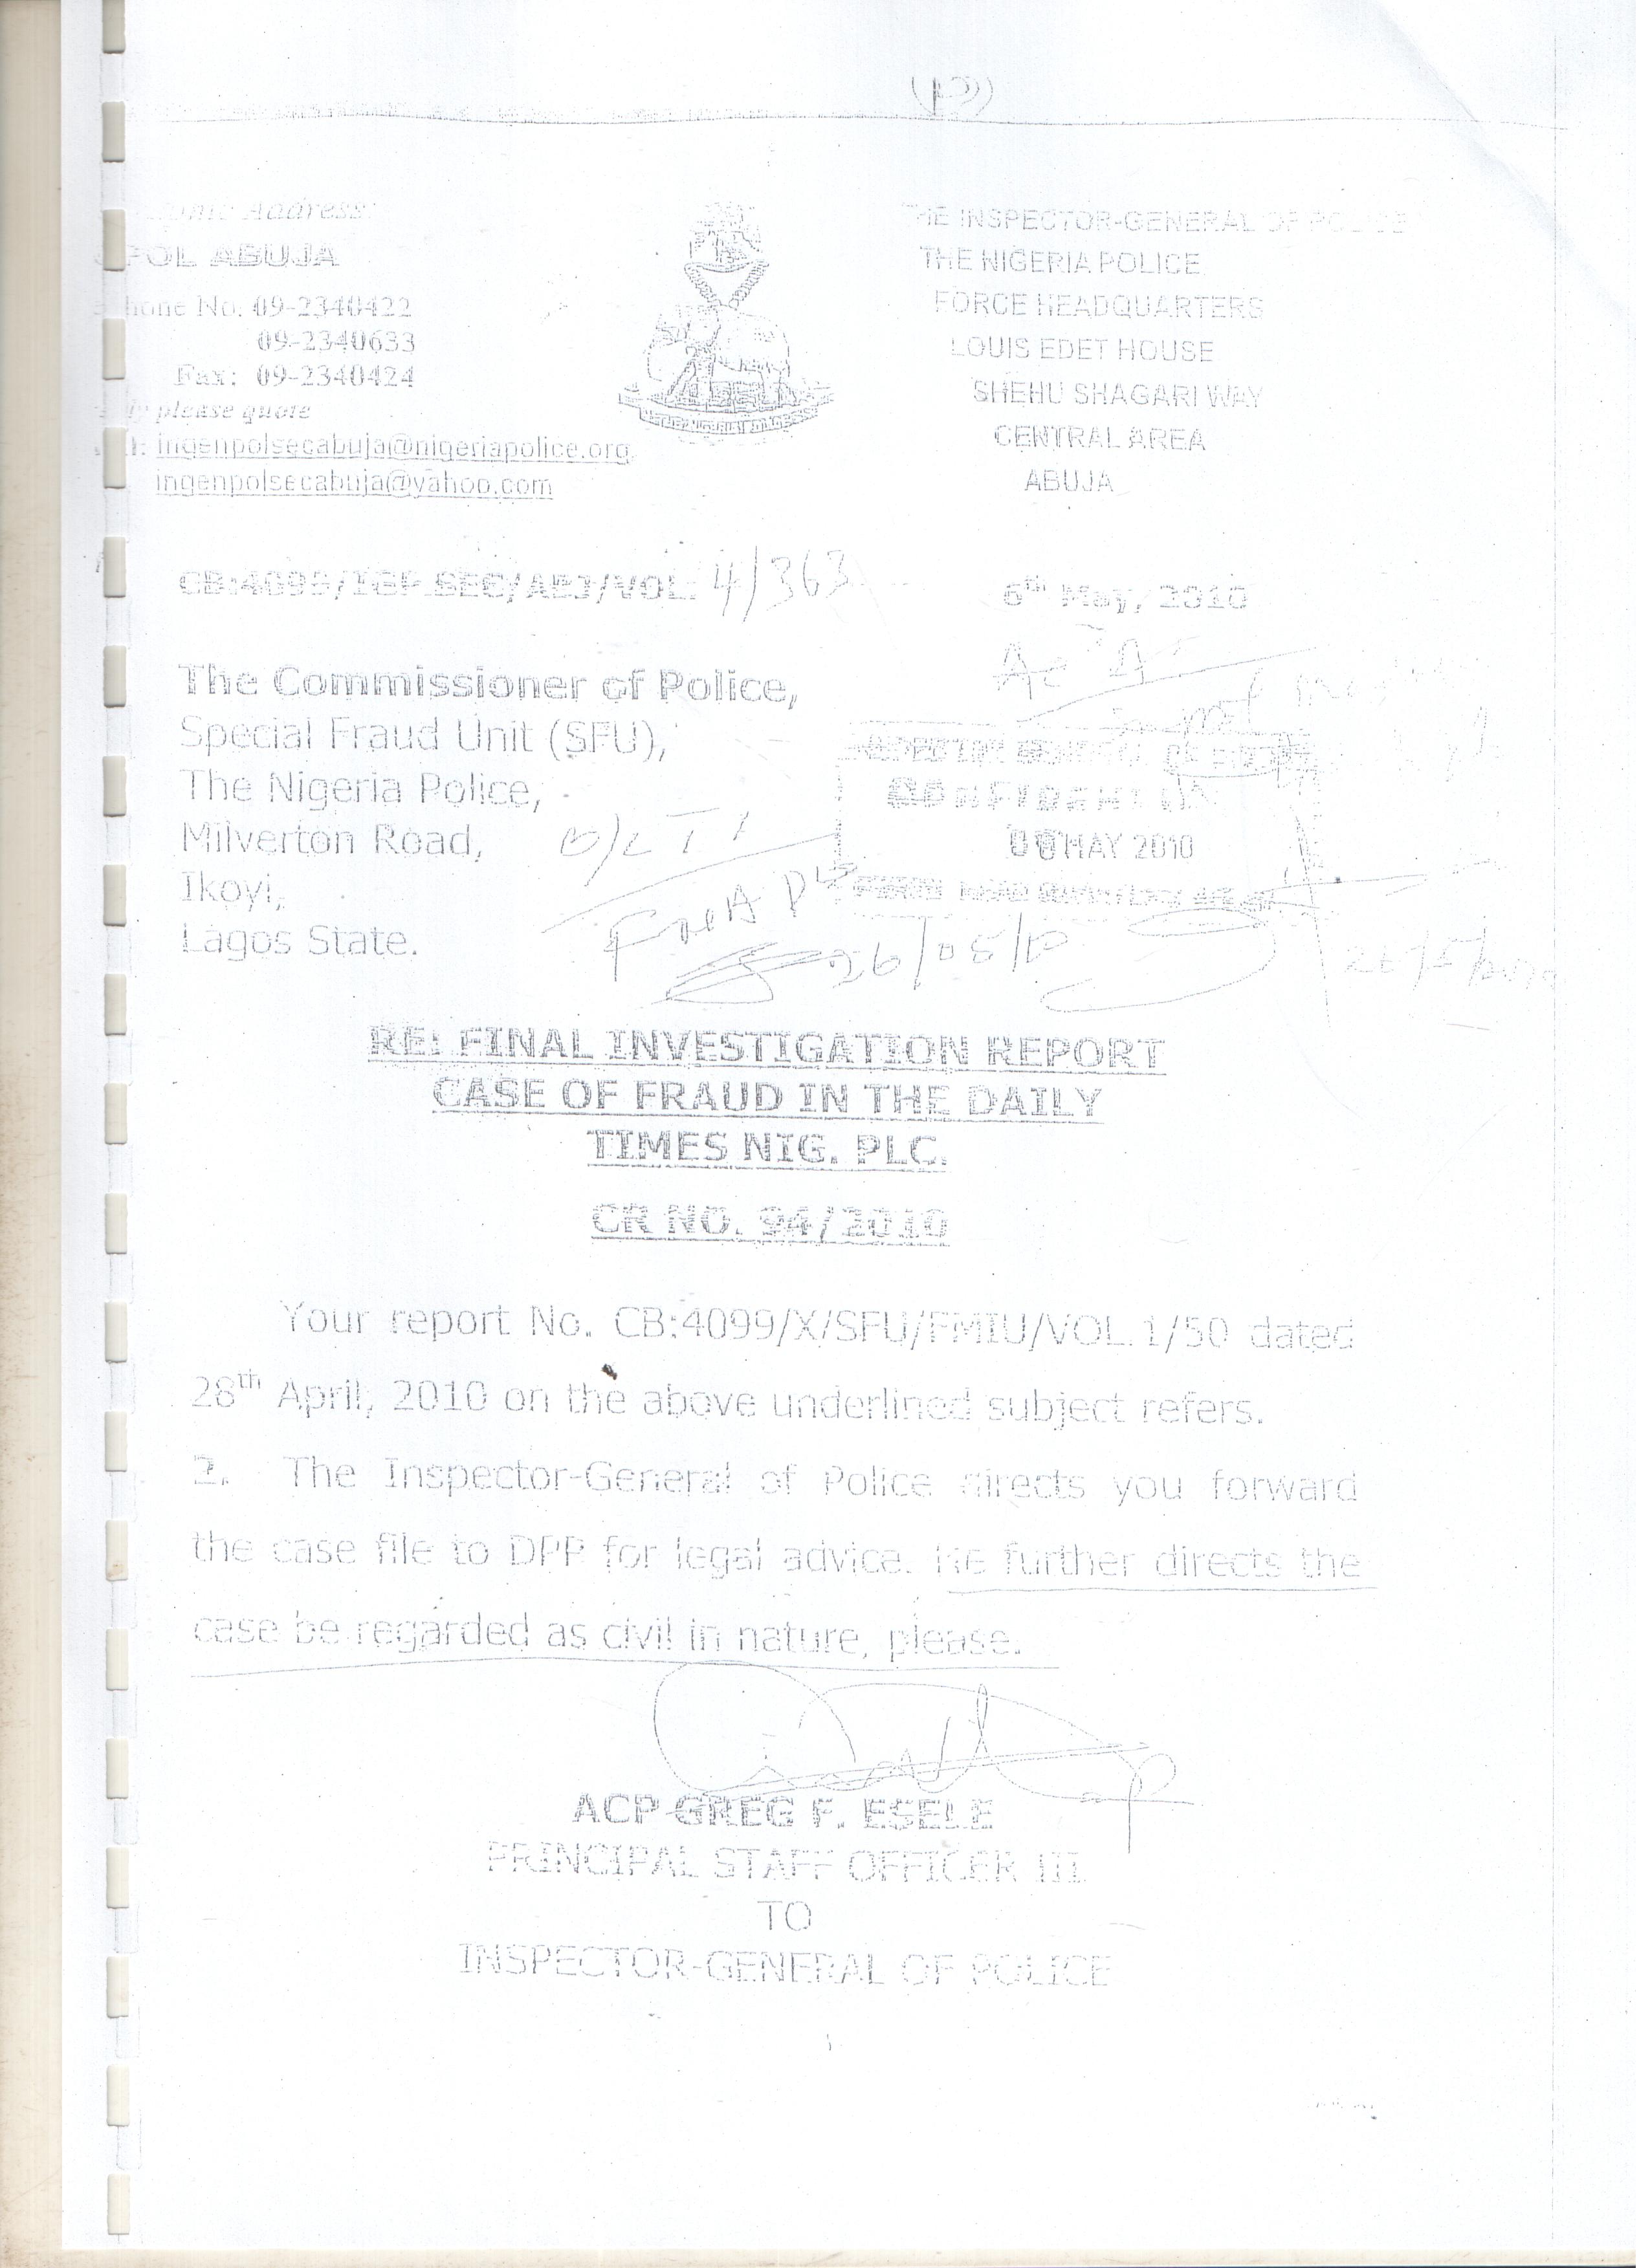 Address:
POL ABUJA
hone No: 09-2340422
09-2340633
Fax: 09-2340424
please quote
ingenpolsecabuja@nigeriapolice.org
ingenpolsecabuja@yahoo.com
THE INSPECTOR-GENERAL OF POLICE
THE NIGERIA POLICE
FORCE HEADQUARTERS
LOUIS EDET HOUSE
SHEHU SHAGARI WAY
CENTRAL AREA
ABUJA
CB:4099/IGP.SEC/ABJ/VOL. 4/363
6th May, 2010
The Commissioner of Police,
Special Fraud Unit (SFU),
The Nigeria Police,
Milverton Road,
Ikoyi,
Lagos State.
CONFIDENTIAL
MAY 2010
26/05/10
RE: FINAL INVESTIGATION REPORT
CASE OF FRAUD IN THE DAILY
TIMES NIG. PLC.
CR NO. 94/2010
Your report No. CB:4099/X/SFU/FMIU/VOL.1/50 dated
28th April, 2010 on the above underlined subject refers.
2. The Inspector-General of Police directs you forward
the case file to DPP for legal advice. He further directs the
case be regarded as civil in nature, please.
ACP GREG F. ESELE
PRINCIPAL STAFF OFFICER III
TO
INSPECTOR-GENERAL OF POLICE